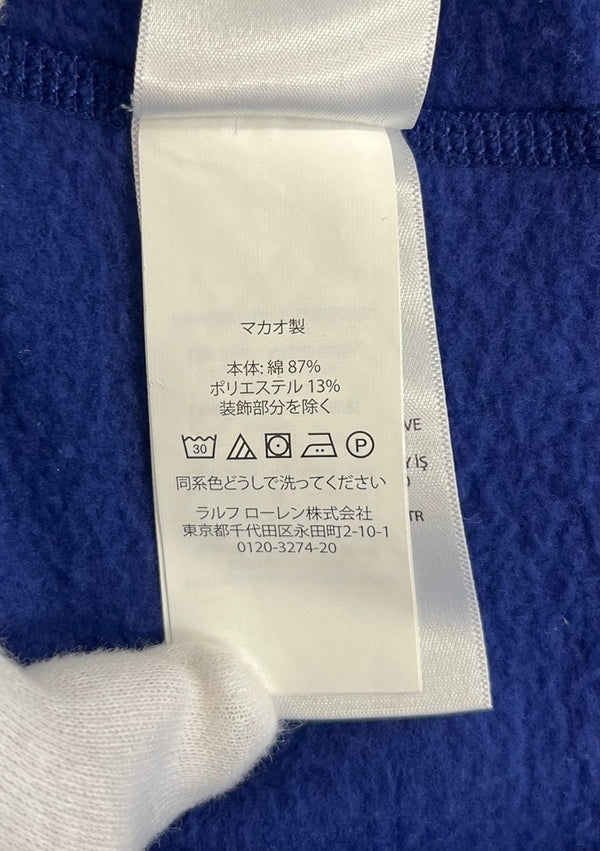 マカオ製
本体: 綿 87%
ポリエステル 13%
装飾部分を除く
30 P
同系色どうしで洗ってください
ラルフ ローレン株式会社
東京都千代田区永田町2-10-1
0120-3274-20
VE
Y.İŞ
TR